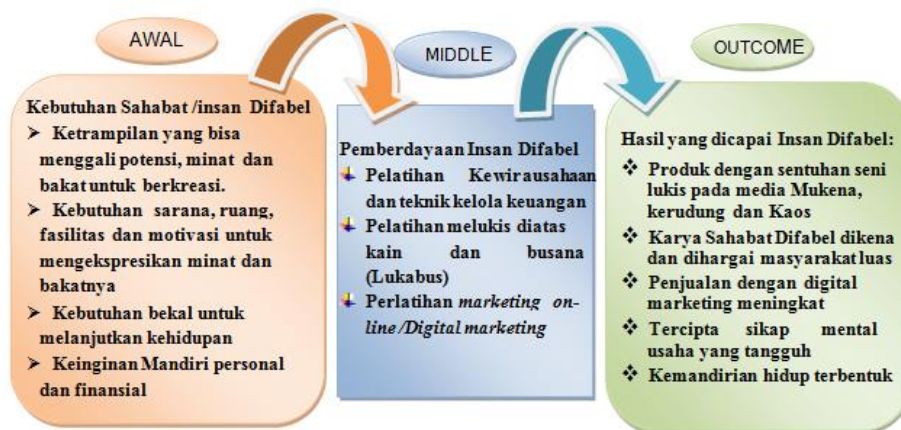 AWAL
Kebutuhan Sahabat /insan Difabel
➢ Ketrampilan yang bisa
menggali potensi, minat dan
bakat untuk berkreasi.
➢ Kebutuhan sarana, ruang,
fasilitas dan motivasi untuk
mengekspresikan minat dan
bakatnya
➢ Kebutuhan bekal untuk
melanjutkan kehidupan
➢ Keinginan Mandiri personal
dan finansial
MIDDLE
Pemberdayaan Insan Difabel
Pelatihan Kewirausahaan
dan teknik kelola keuangan
Pelatihan melukis diatas
kain dan busana
(Lukabus)
Perlatihan marketing on-
line/Digital marketing
OUTCOME
Hasil yang dicapai Insan Difabel:
❖ Produk dengan sentuhan seni
lukis pada media Mukena,
kerudung dan Kaos
❖ Karya Sahabat Difabel dikena
dan dihargai masyarakat luas
❖ Penjualan dengan digital
marketing meningkat
❖ Tercipta sikap mental
usaha yang tangguh
❖ Kemandirian hidup terbentuk